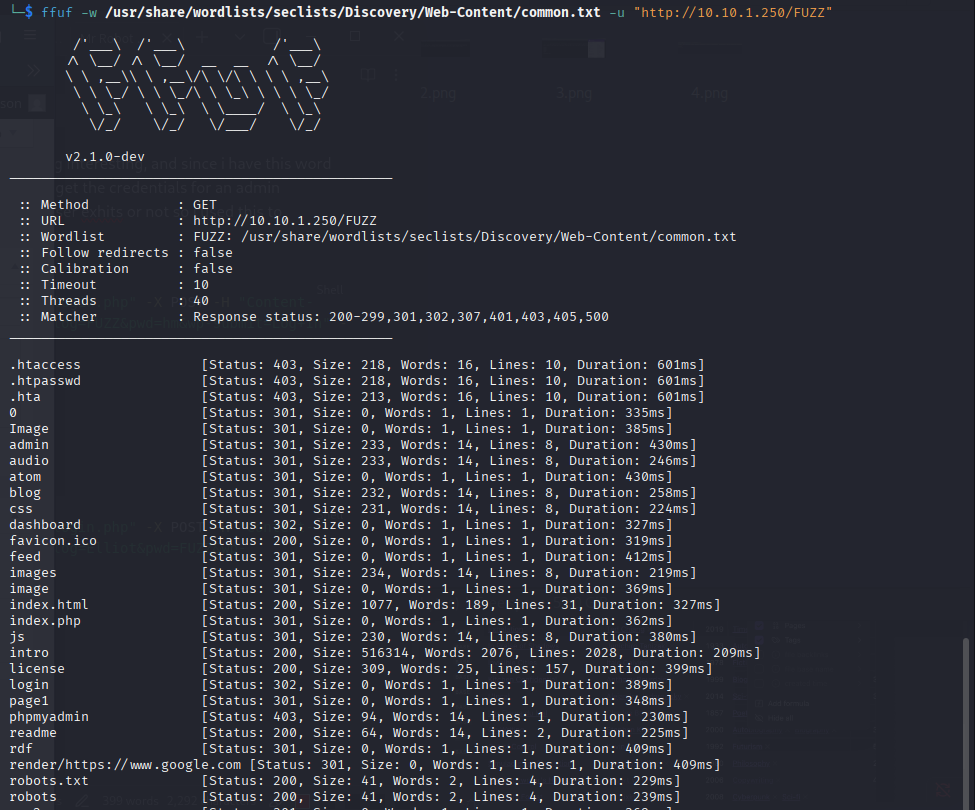 └─$ ffuf -w /usr/share/wordlists/seclists/Discovery/Web-Content/common.txt -u "http://10.10.1.250/FUZZ"
v2.1.0-dev
:: Method : GET
:: URL : http://10.10.1.250/FUZZ
:: Wordlist : FUZZ: /usr/share/wordlists/seclists/Discovery/Web-Content/common.txt
:: Follow redirects : false
:: Calibration : false
:: Timeout : 10
:: Threads : 40
:: Matcher : Response status: 200-299,301,302,307,401,403,405,500
.htaccess [Status: 403, Size: 218, Words: 16, Lines: 10, Duration: 601ms]
.htpasswd [Status: 403, Size: 218, Words: 16, Lines: 10, Duration: 601ms]
.hta [Status: 403, Size: 213, Words: 16, Lines: 10, Duration: 601ms]
0 [Status: 301, Size: 0, Words: 1, Lines: 1, Duration: 335ms]
Image [Status: 301, Size: 0, Words: 1, Lines: 1, Duration: 385ms]
admin [Status: 301, Size: 233, Words: 14, Lines: 8, Duration: 430ms]
audio [Status: 301, Size: 233, Words: 14, Lines: 8, Duration: 246ms]
atom [Status: 301, Size: 0, Words: 1, Lines: 1, Duration: 430ms]
blog [Status: 301, Size: 232, Words: 14, Lines: 8, Duration: 258ms]
css [Status: 301, Size: 231, Words: 14, Lines: 8, Duration: 224ms]
dashboard [Status: 302, Size: 0, Words: 1, Lines: 1, Duration: 327ms]
favicon.ico [Status: 200, Size: 0, Words: 1, Lines: 1, Duration: 319ms]
feed [Status: 301, Size: 0, Words: 1, Lines: 1, Duration: 412ms]
images [Status: 301, Size: 234, Words: 14, Lines: 8, Duration: 219ms]
image [Status: 301, Size: 0, Words: 1, Lines: 1, Duration: 369ms]
index.html [Status: 200, Size: 1077, Words: 189, Lines: 31, Duration: 327ms]
index.php [Status: 301, Size: 0, Words: 1, Lines: 1, Duration: 362ms]
js [Status: 301, Size: 230, Words: 14, Lines: 8, Duration: 380ms]
intro [Status: 200, Size: 516314, Words: 2076, Lines: 2028, Duration: 209ms]
license [Status: 200, Size: 309, Words: 25, Lines: 157, Duration: 399ms]
login [Status: 302, Size: 0, Words: 1, Lines: 1, Duration: 389ms]
page1 [Status: 301, Size: 0, Words: 1, Lines: 1, Duration: 348ms]
phpmyadmin [Status: 403, Size: 94, Words: 14, Lines: 1, Duration: 230ms]
readme [Status: 200, Size: 64, Words: 14, Lines: 2, Duration: 225ms]
rdf [Status: 301, Size: 0, Words: 1, Lines: 1, Duration: 409ms]
render/https://www.google.com [Status: 301, Size: 0, Words: 1, Lines: 1, Duration: 409ms]
robots.txt [Status: 200, Size: 41, Words: 2, Lines: 4, Duration: 229ms]
robots [Status: 200, Size: 41, Words: 2, Lines: 4, Duration: 239ms]